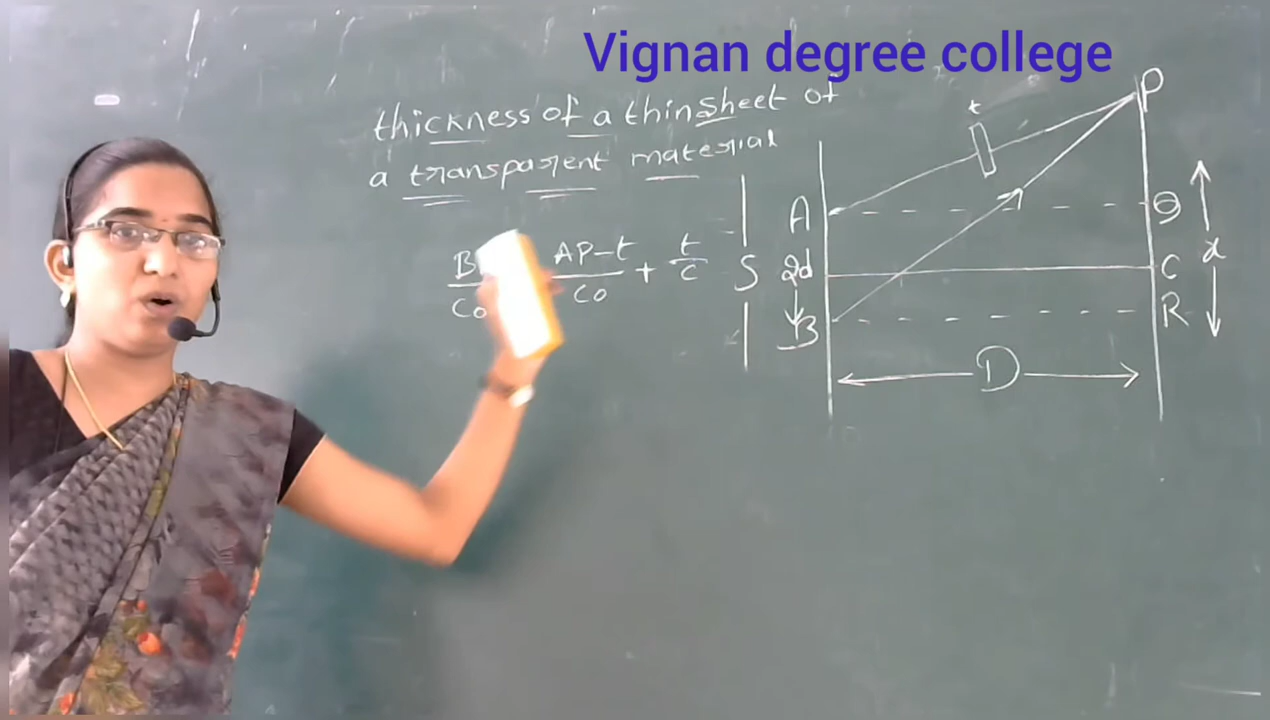 Vignan degree college
thickness of a thin sheet of
a transparent material
AP-t/Co + t/C
P
t
A
θ
S
2d
C
x
B
R
D